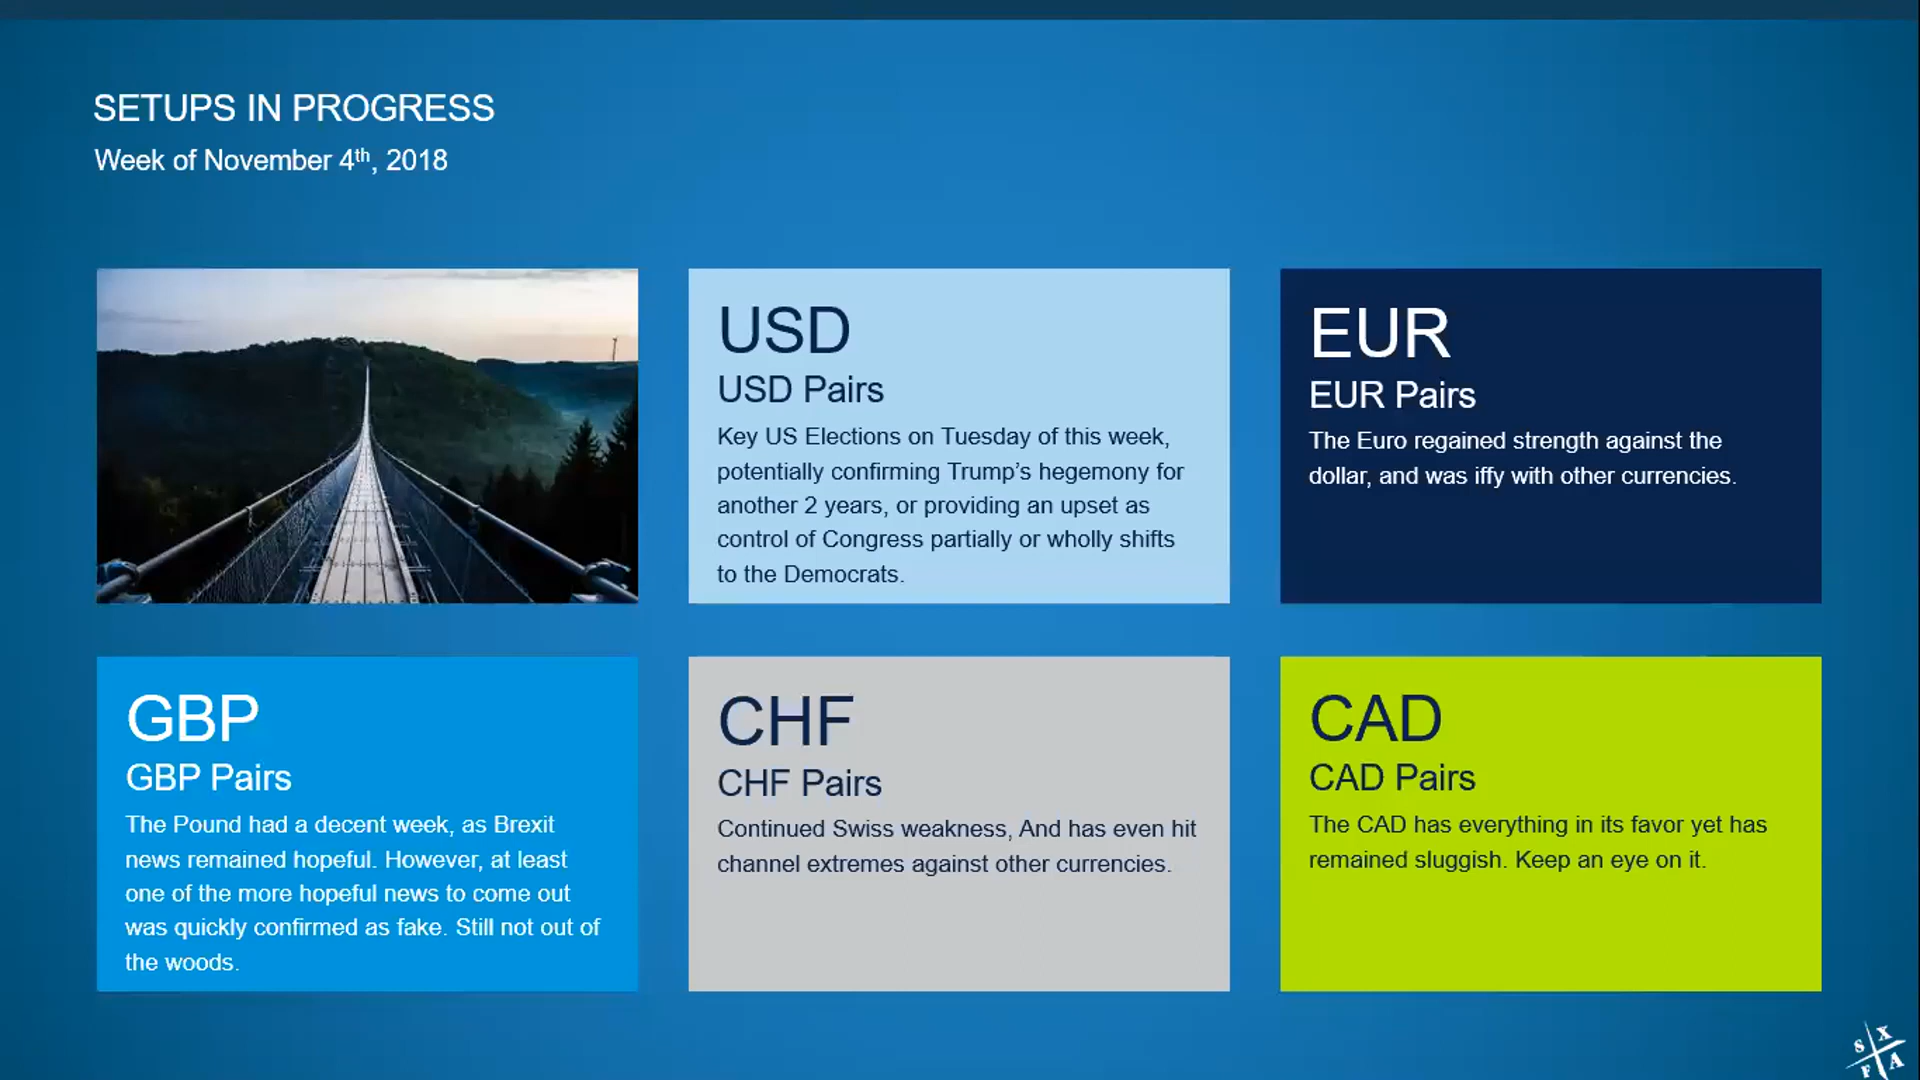 SETUPS IN PROGRESS
Week of November 4th, 2018
USD
USD Pairs
Key US Elections on Tuesday of this week,
potentially confirming Trump’s hegemony for
another 2 years, or providing an upset as
control of Congress partially or wholly shifts
to the Democrats.
EUR
EUR Pairs
The Euro regained strength against the
dollar, and was iffy with other currencies.
GBP
GBP Pairs
The Pound had a decent week, as Brexit
news remained hopeful. However, at least
one of the more hopeful news to come out
was quickly confirmed as fake. Still not out of
the woods.
CHF
CHF Pairs
Continued Swiss weakness, And has even hit
channel extremes against other currencies.
CAD
CAD Pairs
The CAD has everything in its favor yet has
remained sluggish. Keep an eye on it.
S X
F A